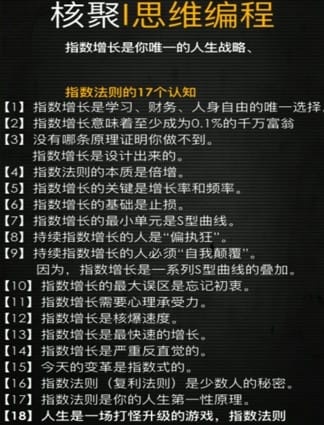 核聚|思维编程
指数增长是你唯一的人生战略、
指数法则的17个认知
【1】指数增长是学习、财务、人身自由的唯一选择
【2】指数增长意味着至少成为0.1%的千万富翁
【3】没有哪条原理证明你做不到。
指数增长是设计出来的。
【4】指数法则的本质是倍增。
【5】指数增长的关键是增长率和频率。
【6】指数增长的基础是止损。
【7】指数增长的最小单元是S型曲线。
【8】持续指数增长的人是“偏执狂”。
【9】持续指数增长的人必须“自我颠覆”。
因为，指数增长是一系列S型曲线的叠加。
【10】指数增长的最大误区是忘记初衷。
【11】指数增长需要心理承受力。
【12】指数增长是核爆速度。
【13】指数增长是最快速的增长。
【14】指数增长是严重反直觉的。
【15】今天的变革是指数式的。
【16】指数法则（复利法则）是少数人的秘密。
【17】指数法则是你的人生第一性原理。
【18】人生是一场打怪升级的游戏，指数法则